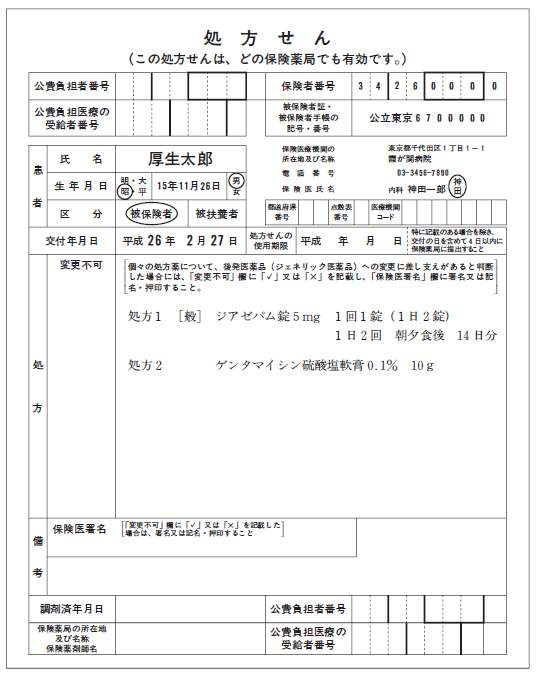 処方せん
(この処方せんは、どの保険薬局でも有効です。)
公費負担者番号
保険者番号 3 4 2 6 0 0 0 0
公費負担医療の
受給者番号
被保険者証・
被保険者手帳の
記号・番号
公立東京6700000
患者
氏名 厚生太郎
生年月日 明・大 昭・平 15年11月26日 男 女
区分 被保険者 被扶養者
保険医療機関の
所在地及び名称
東京都千代田区1丁目1-1
霞が関病院
電話番号 03-3456-7890
保険医氏名 内科 神田一郎 神田
都道府県
番号
点数表
番号
医療機関
コード
交付年月日 平成26年2月27日
処方せんの
使用期限
平成 年 月 日
特に記載のある場合を除き、
交付の日を含めて4日以内に
保険薬局に提出すること
処方
変更不可
個々の処方薬について、後発医薬品(ジェネリック医薬品)への変更に差し支えがあると判断
した場合には、「変更不可」欄に「✓」又は「×」を記載し、「保険医署名」欄に署名又は記
名・押印すること。
処方1 [般] ジアゼパム錠5mg 1回1錠(1日2錠)
1日2回 朝夕食後 14日分
処方2 ゲンタマイシン硫酸塩軟膏0.1% 10g
備考
保険医署名
「変更不可」欄に「✓」又は「×」を記載した
場合は、署名又は記名・押印すること
調剤済年月日
公費負担者番号
保険薬局の所在地
及び名称
保険薬剤師名
公費負担医療の
受給者番号